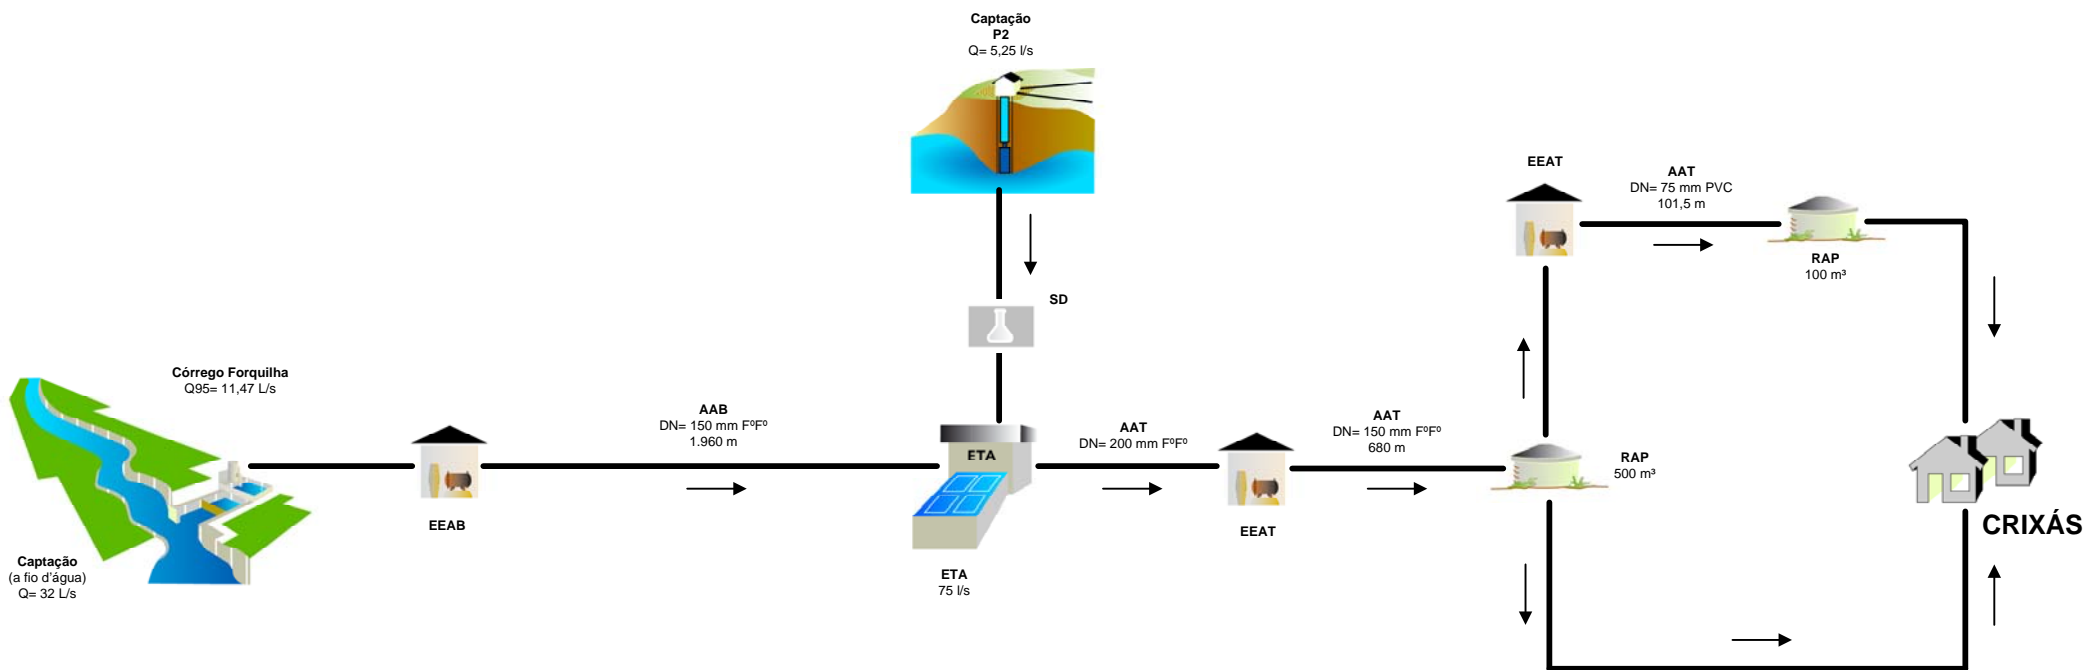 Captação
P2
Q= 5,25 l/s
SD
Córrego Forquilha
Q95= 11,47 L/s
Captação
(a fio d'água)
Q= 32 L/s
EEAB
AAB
DN= 150 mm FºFº
1.960 m
ETA
ETA
75 l/s
AAT
DN= 200 mm FºFº
EEAT
AAT
DN= 150 mm FºFº
680 m
RAP
500 m³
EEAT
AAT
DN= 75 mm PVC
101,5 m
RAP
100 m³
CRIXÁS